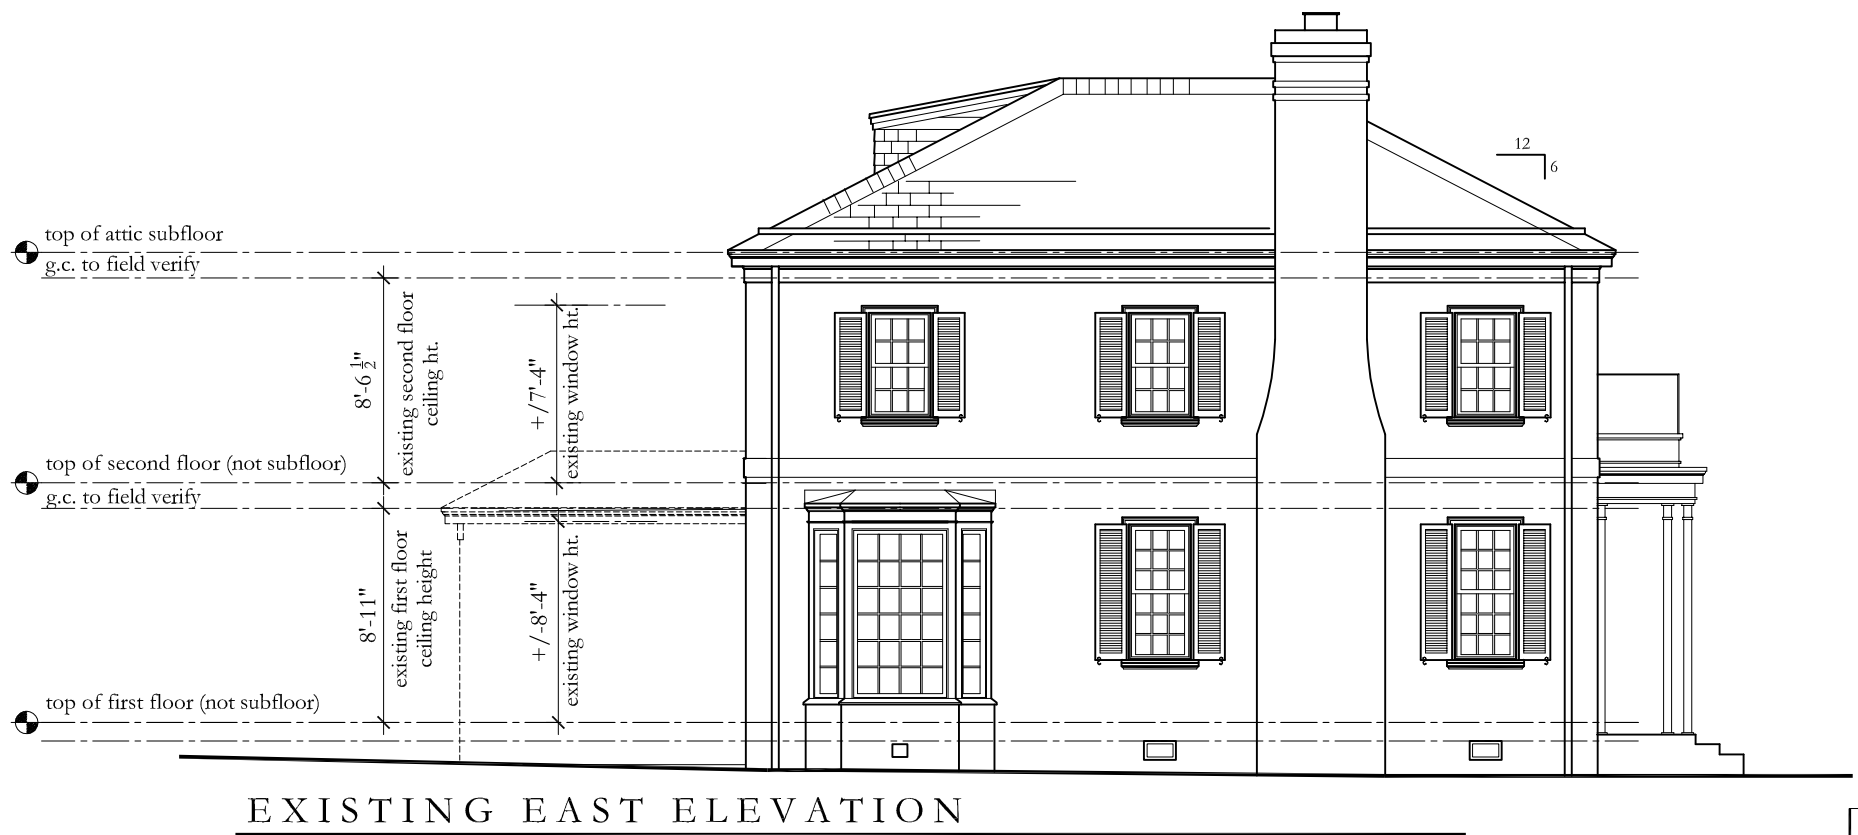 12
6
top of attic subfloor
g.c. to field verify
8'-6 1/2"
existing second floor
ceiling ht.
+/7'-4"
existing window ht.
top of second floor (not subfloor)
g.c. to field verify
8'-11"
existing first floor
ceiling height
+/-8'-4"
existing window ht.
top of first floor (not subfloor)
EXISTING EAST ELEVATION